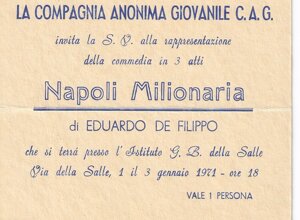 LA COMPAGNIA ANONIMA GIOVANILE C.A.G.
invita la S.V. alla rappresentazione
della commedia in 3 atti
Napoli Milionaria
di EDUARDO DE FILIPPO
che si terrá presso l'Istituto G.B. della Salle
Via della Salle, 1 il 3 gennaio 1971 - ore 18
VALE 1 PERSONA